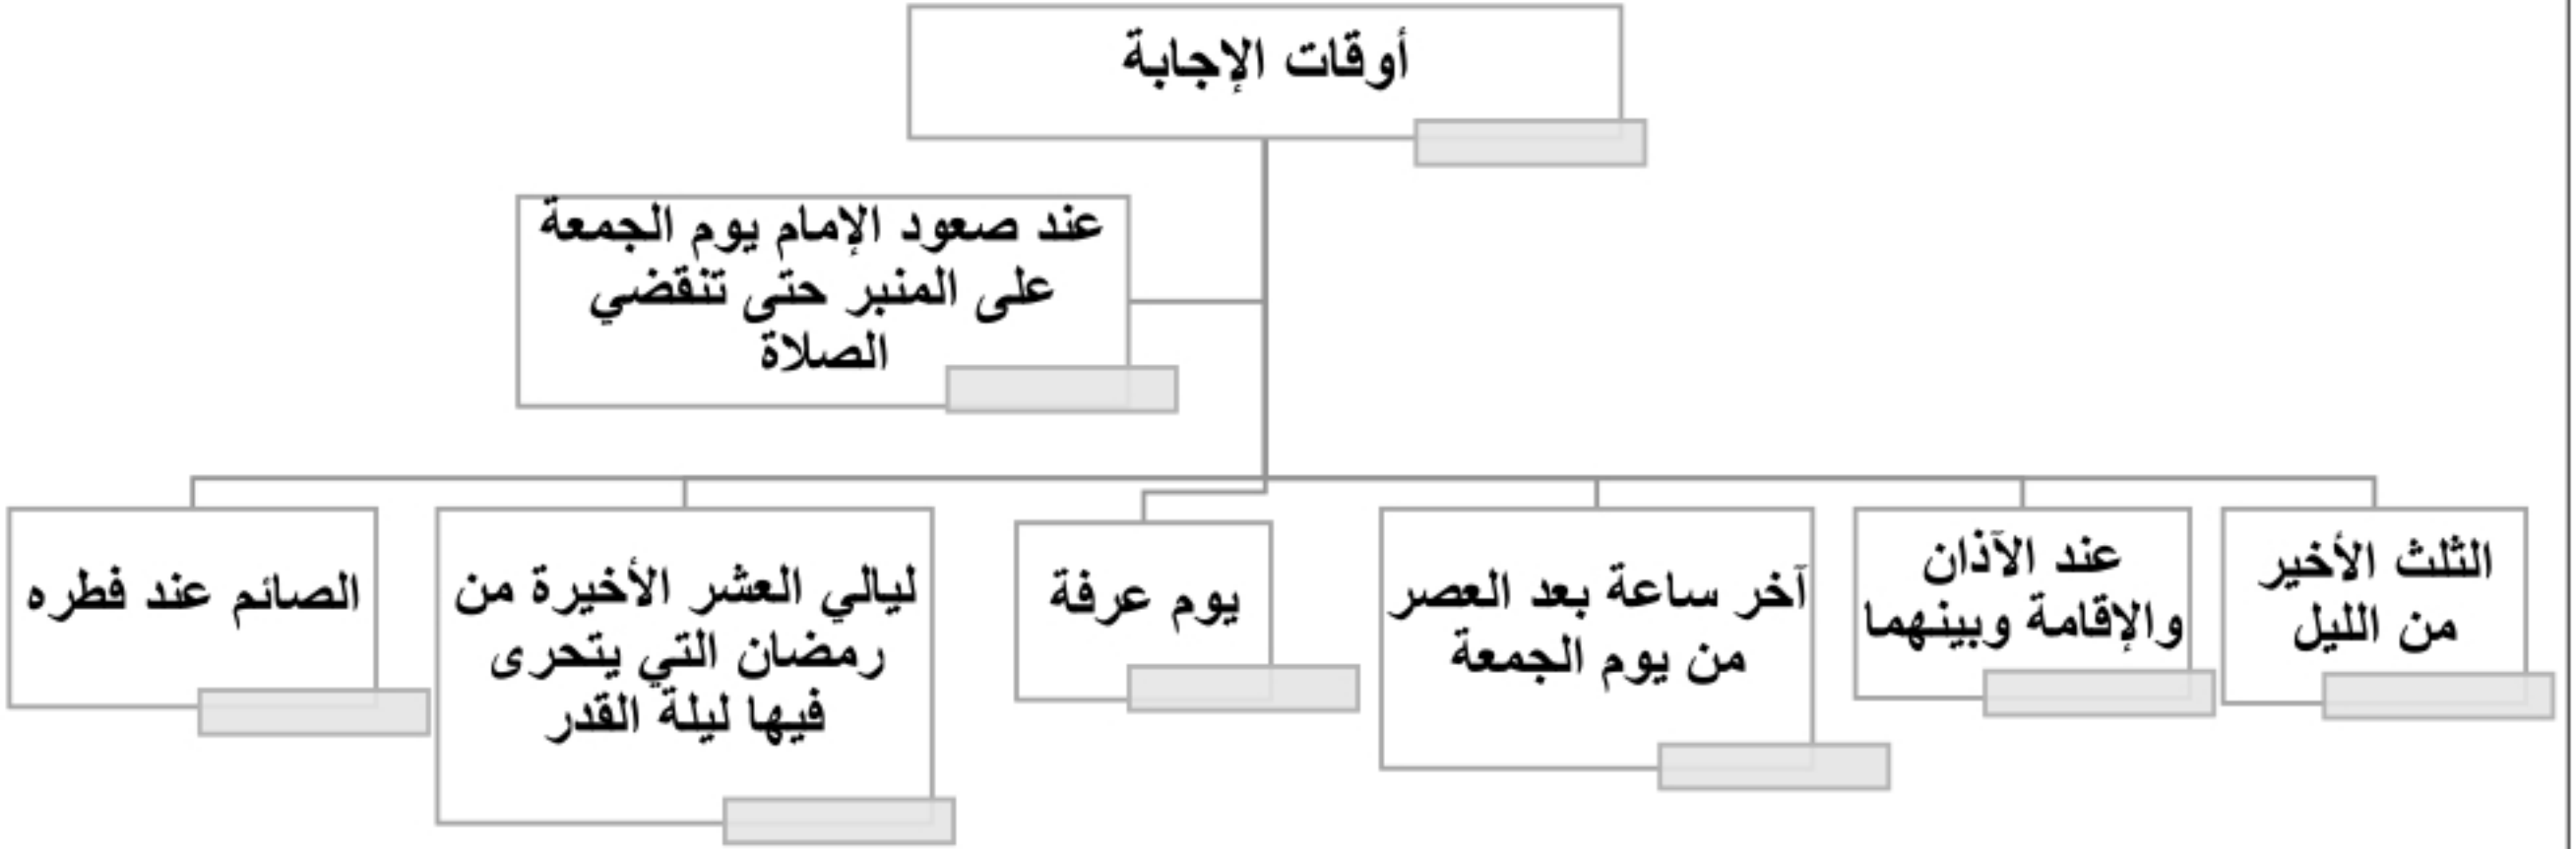 أوقات الإجابة
عند صعود الإمام يوم الجمعة
على المنبر حتى تنقضي
الصلاة
الثلث الأخير
من الليل
عند الآذان
والإقامة وبينهما
آخر ساعة بعد العصر
من يوم الجمعة
يوم عرفة
ليالي العشر الأخيرة من
رمضان التي يتحرى
فيها ليلة القدر
الصائم عند فطره